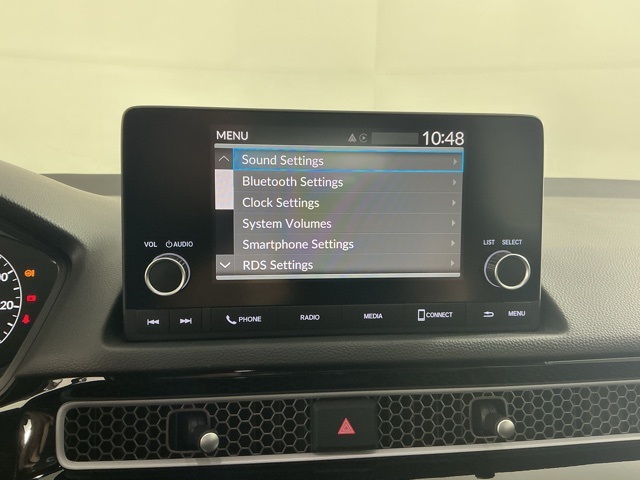 MENU 10:48
Sound Settings
Bluetooth Settings
Clock Settings
System Volumes
Smartphone Settings
RDS Settings
VOL AUDIO
LIST SELECT
PHONE RADIO MEDIA CONNECT MENU
20